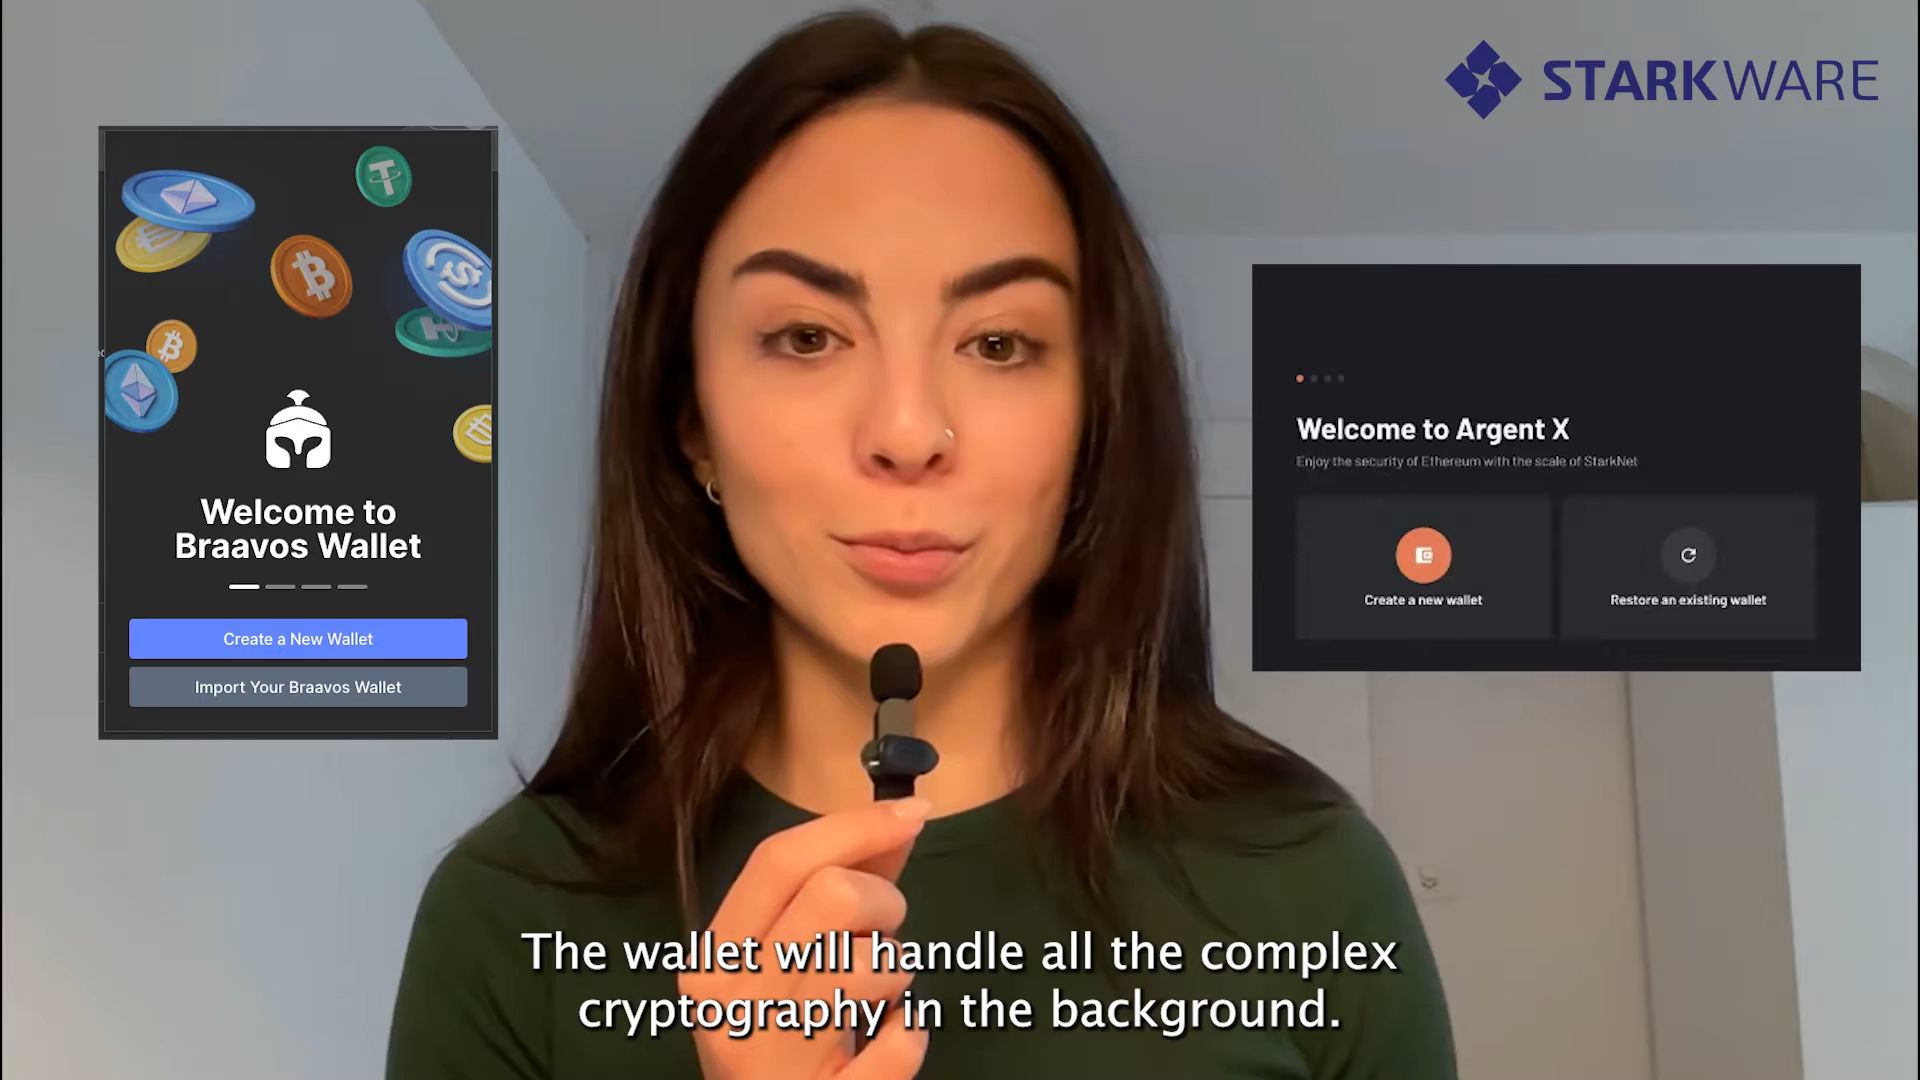 STARKWARE
Welcome to
Braavos Wallet
Create a New Wallet
Import Your Braavos Wallet
Welcome to Argent X
Enjoy the security of Ethereum with the scale of StarkNet
Create a new wallet
Restore an existing wallet
The wallet will handle all the complex
cryptography in the background.